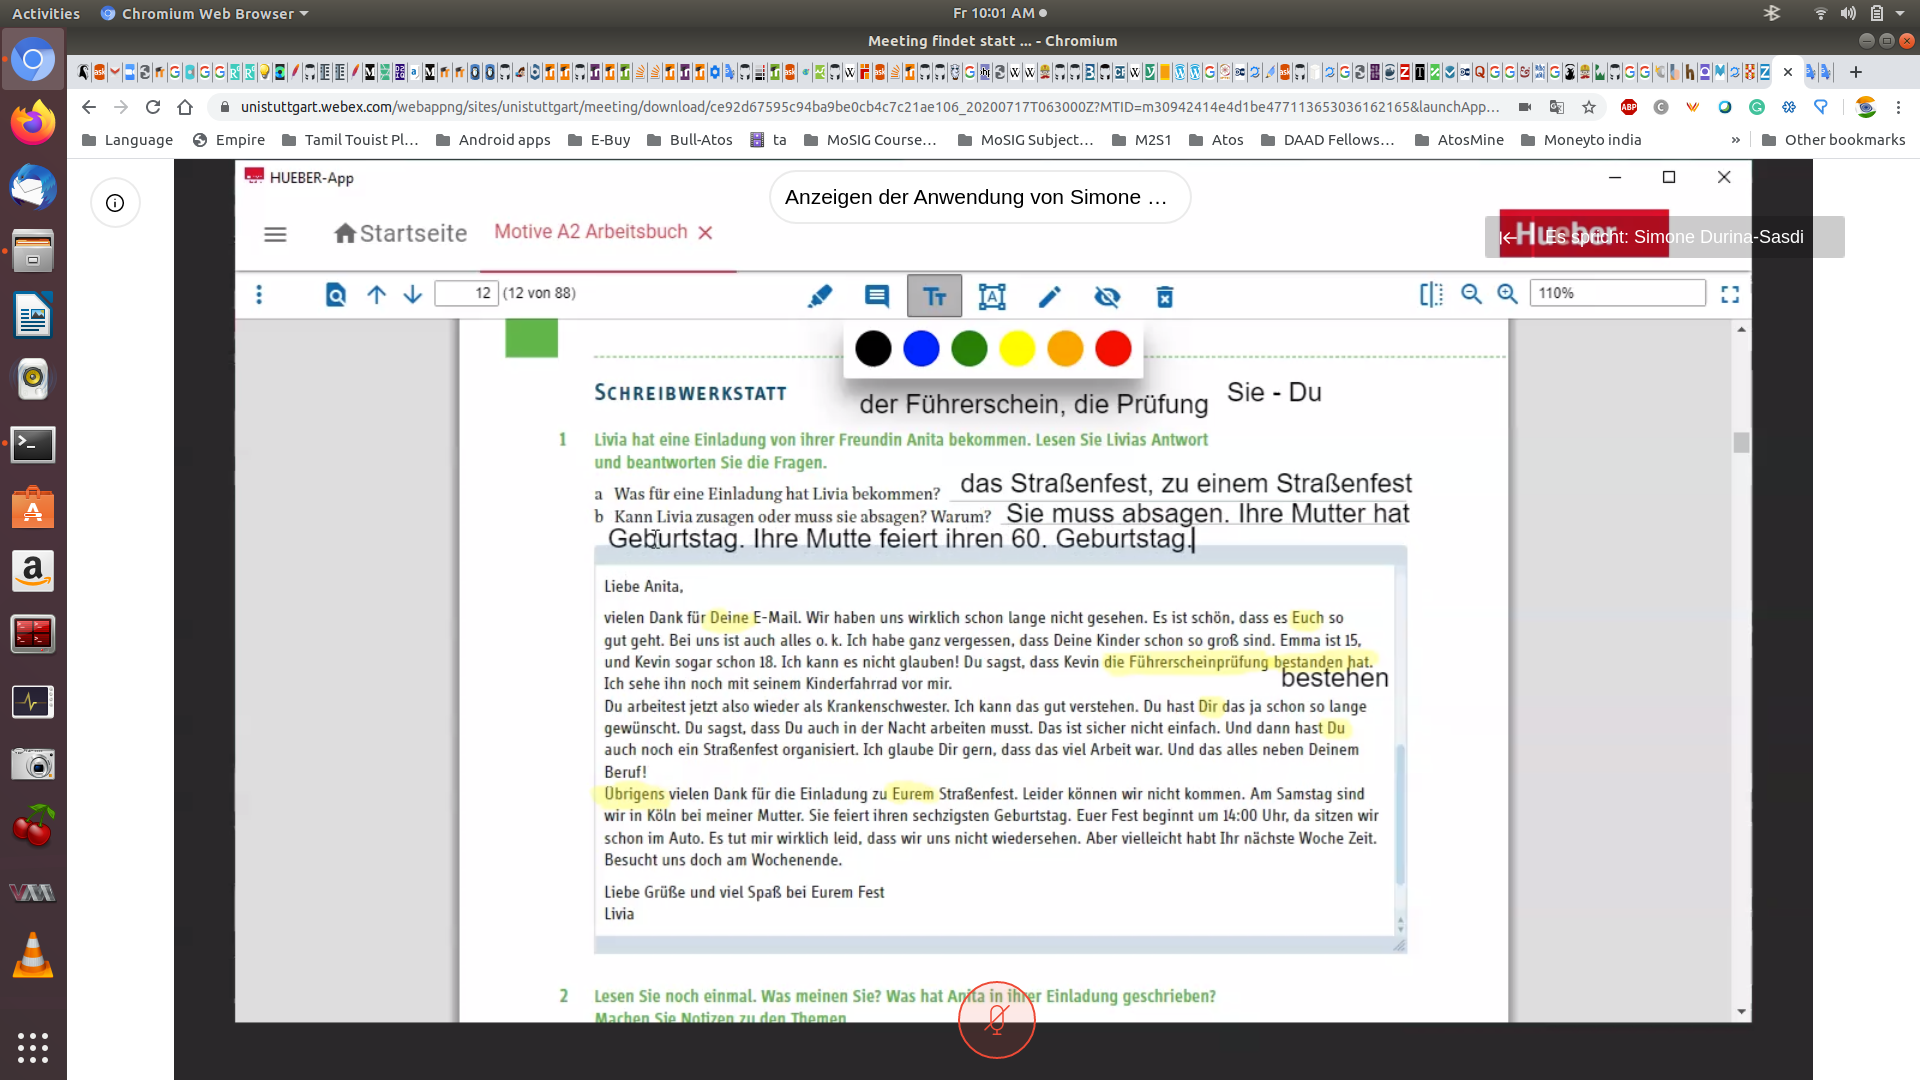 Activities
Chromium Web Browser
Fr 10:01 AM
Meeting findet statt ... - Chromium
unistuttgart.webex.com/webappng/sites/unistuttgart/meeting/download/ce92d67595c94ba9be0cb4c7c21ae106_20200717T063000Z?MTID=m30942414e4d1be477113653036162165&launchApp...
Language
Empire
Tamil Touist Pl...
Android apps
E-Buy
Bull-Atos
ta
MoSIG Course...
MoSIG Subject...
M2S1
Atos
DAAD Fellows...
AtosMine
Moneyto india
»
Other bookmarks
HUEBER-App
Anzeigen der Anwendung von Simone ...
Startseite
Motive A2 Arbeitsbuch
Hueber
Es spricht: Simone Durina-Sasdi
12 (12 von 88)
110%
SCHREIBWERKSTATT
der Führerschein, die Prüfung
Sie - Du
1 Livia hat eine Einladung von ihrer Freundin Anita bekommen. Lesen Sie Livias Antwort
und beantworten Sie die Fragen.
a Was für eine Einladung hat Livia bekommen? das Straßenfest, zu einem Straßenfest
b Kann Livia zusagen oder muss sie absagen? Warum? Sie muss absagen. Ihre Mutter hat
Geburtstag. Ihre Mutte feiert ihren 60. Geburtstag.
Liebe Anita,
vielen Dank für Deine E-Mail. Wir haben uns wirklich schon lange nicht gesehen. Es ist schön, dass es Euch so
gut geht. Bei uns ist auch alles o. k. Ich habe ganz vergessen, dass Deine Kinder schon so groß sind. Emma ist 15,
und Kevin sogar schon 18. Ich kann es nicht glauben! Du sagst, dass Kevin die Führerscheinprüfung bestanden hat.
bestehen
Ich sehe ihn noch mit seinem Kinderfahrrad vor mir.
Du arbeitest jetzt also wieder als Krankenschwester. Ich kann das gut verstehen. Du hast Dir das ja schon so lange
gewünscht. Du sagst, dass Du auch in der Nacht arbeiten musst. Das ist sicher nicht einfach. Und dann hast Du
auch noch ein Straßenfest organisiert. Ich glaube Dir gern, dass das viel Arbeit war. Und das alles neben Deinem
Beruf!
Übrigens vielen Dank für die Einladung zu Eurem Straßenfest. Leider können wir nicht kommen. Am Samstag sind
wir in Köln bei meiner Mutter. Sie feiert ihren sechzigsten Geburtstag. Euer Fest beginnt um 14:00 Uhr, da sitzen wir
schon im Auto. Es tut mir wirklich leid, dass wir uns nicht wiedersehen. Aber vielleicht habt Ihr nächste Woche Zeit.
Besucht uns doch am Wochenende.
Liebe Grüße und viel Spaß bei Eurem Fest
Livia
2 Lesen Sie noch einmal. Was meinen Sie? Was hat Anita in ihrer Einladung geschrieben?
Machen Sie Notizen zu den Themen